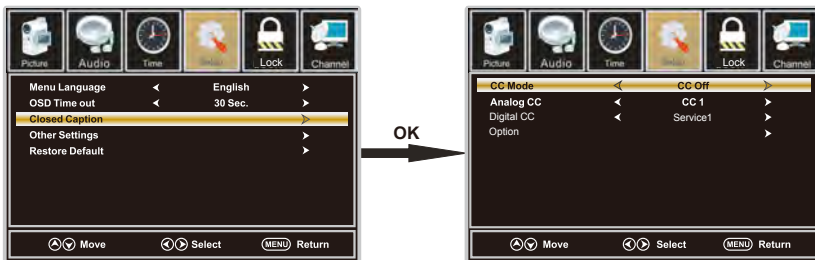 Picture Audio Time Setup Lock Channel
Menu Language English
OSD Time out 30 Sec.
Closed Caption
Other Settings
Restore Default
Move Select MENU Return
OK
Picture Audio Time Setup Lock Channel
CC Mode CC Off
Analog CC CC 1
Digital CC Service1
Option
Move Select MENU Return